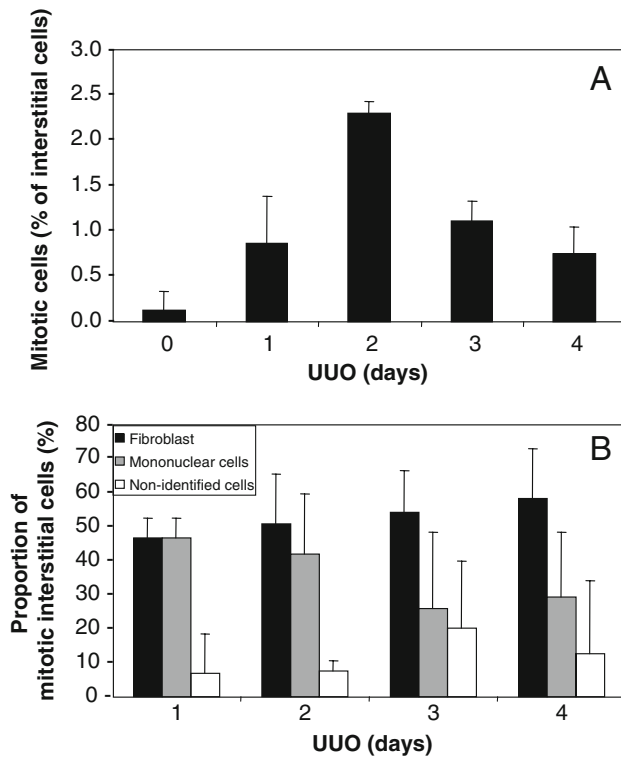 A
Mitotic cells (% of interstitial cells)
3.0
2.5
2.0
1.5
1.0
0.5
0.0
0 1 2 3 4
UUO (days)
B
Proportion of
mitotic interstitial cells (%)
80
70
60
50
40
30
20
10
0
Fibroblast
Mononuclear cells
Non-identified cells
1 2 3 4
UUO (days)